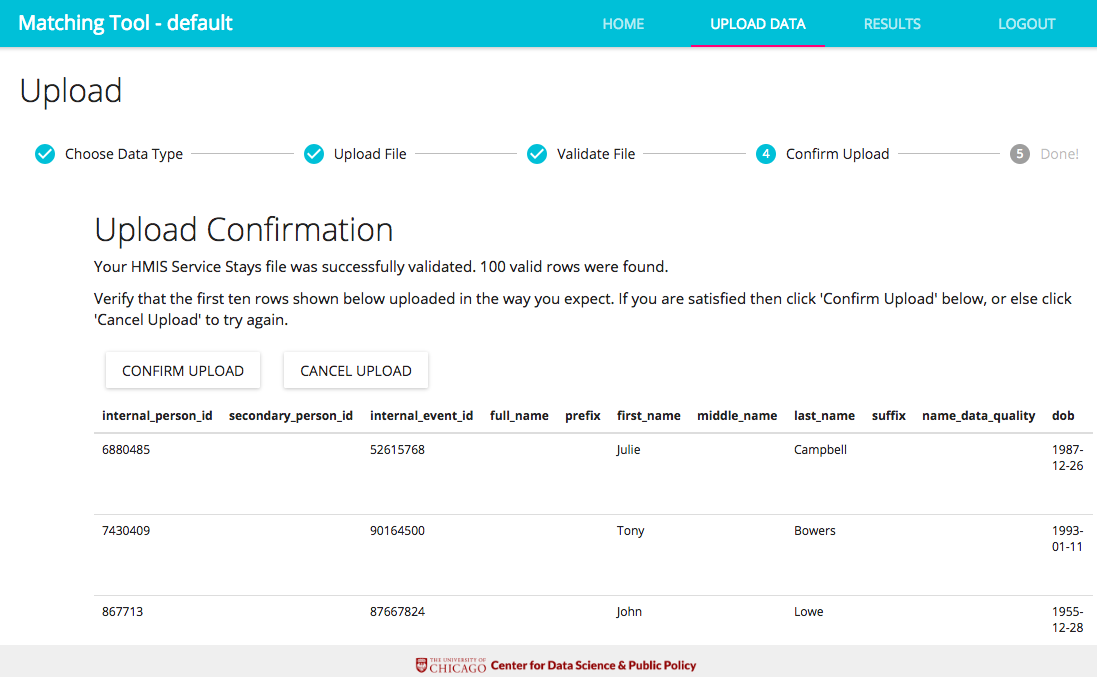 Matching Tool - default HOME UPLOAD DATA RESULTS LOGOUT
Upload
Choose Data Type Upload File Validate File 4 Confirm Upload 5 Done!
Upload Confirmation
Your HMIS Service Stays file was successfully validated. 100 valid rows were found.
Verify that the first ten rows shown below uploaded in the way you expect. If you are satisfied then click 'Confirm Upload' below, or else click
'Cancel Upload' to try again.
CONFIRM UPLOAD CANCEL UPLOAD
internal_person_id secondary_person_id internal_event_id full_name prefix first_name middle_name last_name suffix name_data_quality dob
6880485 52615768 Julie Campbell 1987-
12-26
7430409 90164500 Tony Bowers 1993-
01-11
867713 87667824 John Lowe 1955-
12-28
THE UNIVERSITY OF
CHICAGO Center for Data Science & Public Policy